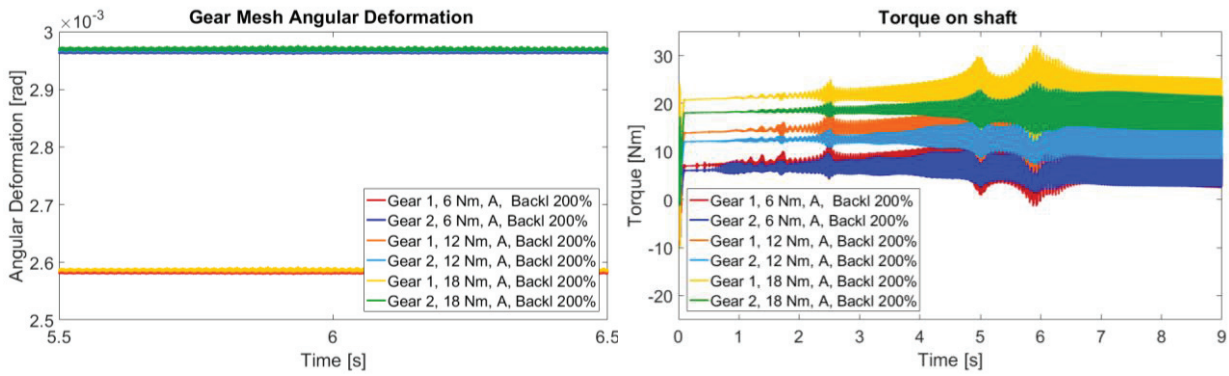 Gear Mesh Angular Deformation
×10⁻³
3
2.9
2.8
2.7
2.6
2.5
Angular Deformation [rad]
Gear 1, 6 Nm, A, Backl 200%
Gear 2, 6 Nm, A, Backl 200%
Gear 1, 12 Nm, A, Backl 200%
Gear 2, 12 Nm, A, Backl 200%
Gear 1, 18 Nm, A, Backl 200%
Gear 2, 18 Nm, A, Backl 200%
5.5 6 6.5
Time [s]
Torque on shaft
30
20
10
0
-10
-20
Torque [Nm]
Gear 1, 6 Nm, A, Backl 200%
Gear 2, 6 Nm, A, Backl 200%
Gear 1, 12 Nm, A, Backl 200%
Gear 2, 12 Nm, A, Backl 200%
Gear 1, 18 Nm, A, Backl 200%
Gear 2, 18 Nm, A, Backl 200%
0 1 2 3 4 5 6 7 8 9
Time [s]